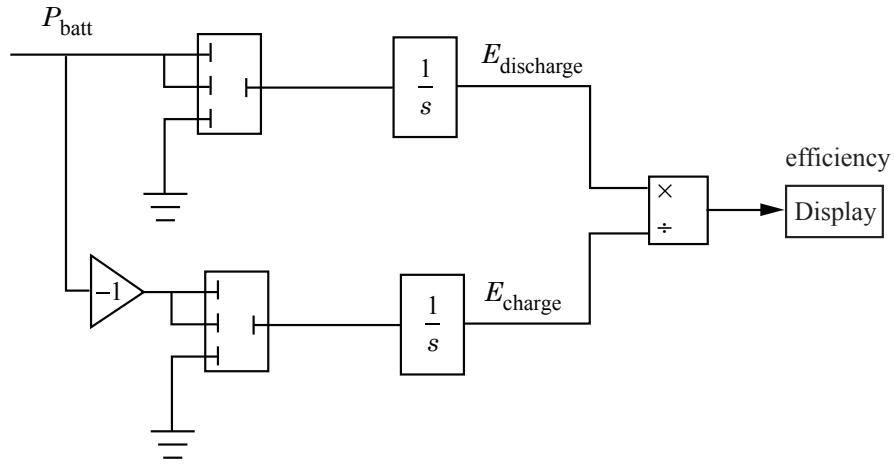 P_batt
1
s
E_discharge
efficiency
×
÷
Display
−1
1
s
E_charge